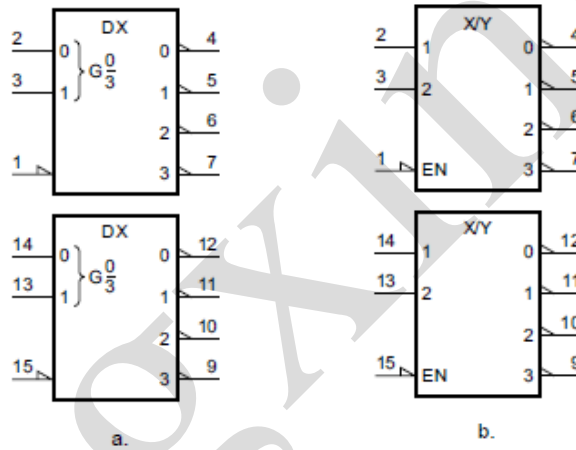 DX
2 0 0 4
G 0/3
3 1 1 5
2 6
1 3 7
DX
14 0 0 12
G 0/3
13 1 1 11
2 10
15 3 9
a.
X/Y
2 1 0 4
3 2 1 5
2 6
1 EN 3 7
X/Y
14 1 0 12
13 2 1 11
2 10
15 EN 3 9
b.